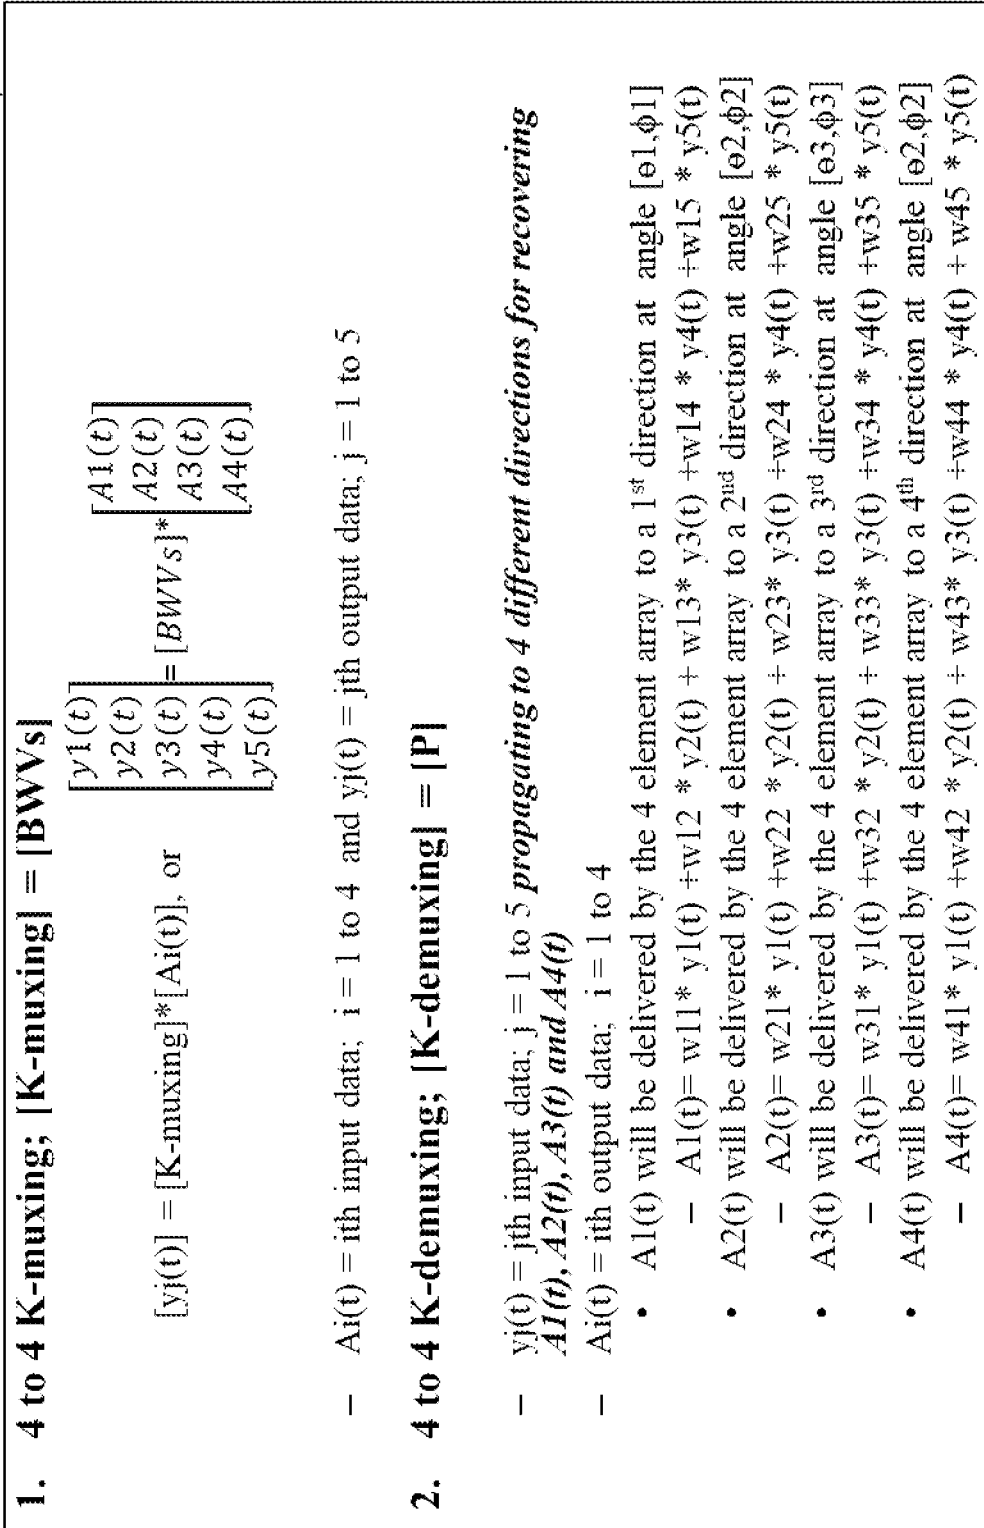 1. 4 to 4 K-muxing; [K-muxing] = [BWVs]
[yj(t)] = [K-muxing]*[Ai(t)], or
[y1(t)
y2(t)
y3(t)
y4(t)
y5(t)] = [BWVs]* [A1(t)
A2(t)
A3(t)
A4(t)]
– Ai(t) = ith input data; i = 1 to 4 and yj(t) = jth output data; j = 1 to 5
2. 4 to 4 K-demuxing; [K-demuxing] = [P]
– yj(t) = jth input data; j = 1 to 5 propagating to 4 different directions for recovering
A1(t), A2(t), A3(t) and A4(t)
– Ai(t) = ith output data; i = 1 to 4
• A1(t) will be delivered by the 4 element array to a 1st direction at angle [ɵ1,ϕ1]
– A1(t)= w11* y1(t) +w12 * y2(t) + w13* y3(t) +w14 * y4(t) +w15 * y5(t)
• A2(t) will be delivered by the 4 element array to a 2nd direction at angle [ɵ2,ϕ2]
– A2(t)= w21* y1(t) +w22 * y2(t) + w23* y3(t) +w24 * y4(t) +w25 * y5(t)
• A3(t) will be delivered by the 4 element array to a 3rd direction at angle [ɵ3,ϕ3]
– A3(t)= w31* y1(t) +w32 * y2(t) + w33* y3(t) +w34 * y4(t) +w35 * y5(t)
• A4(t) will be delivered by the 4 element array to a 4th direction at angle [ɵ2,ϕ2]
– A4(t)= w41* y1(t) +w42 * y2(t) + w43* y3(t) +w44 * y4(t) + w45 * y5(t)